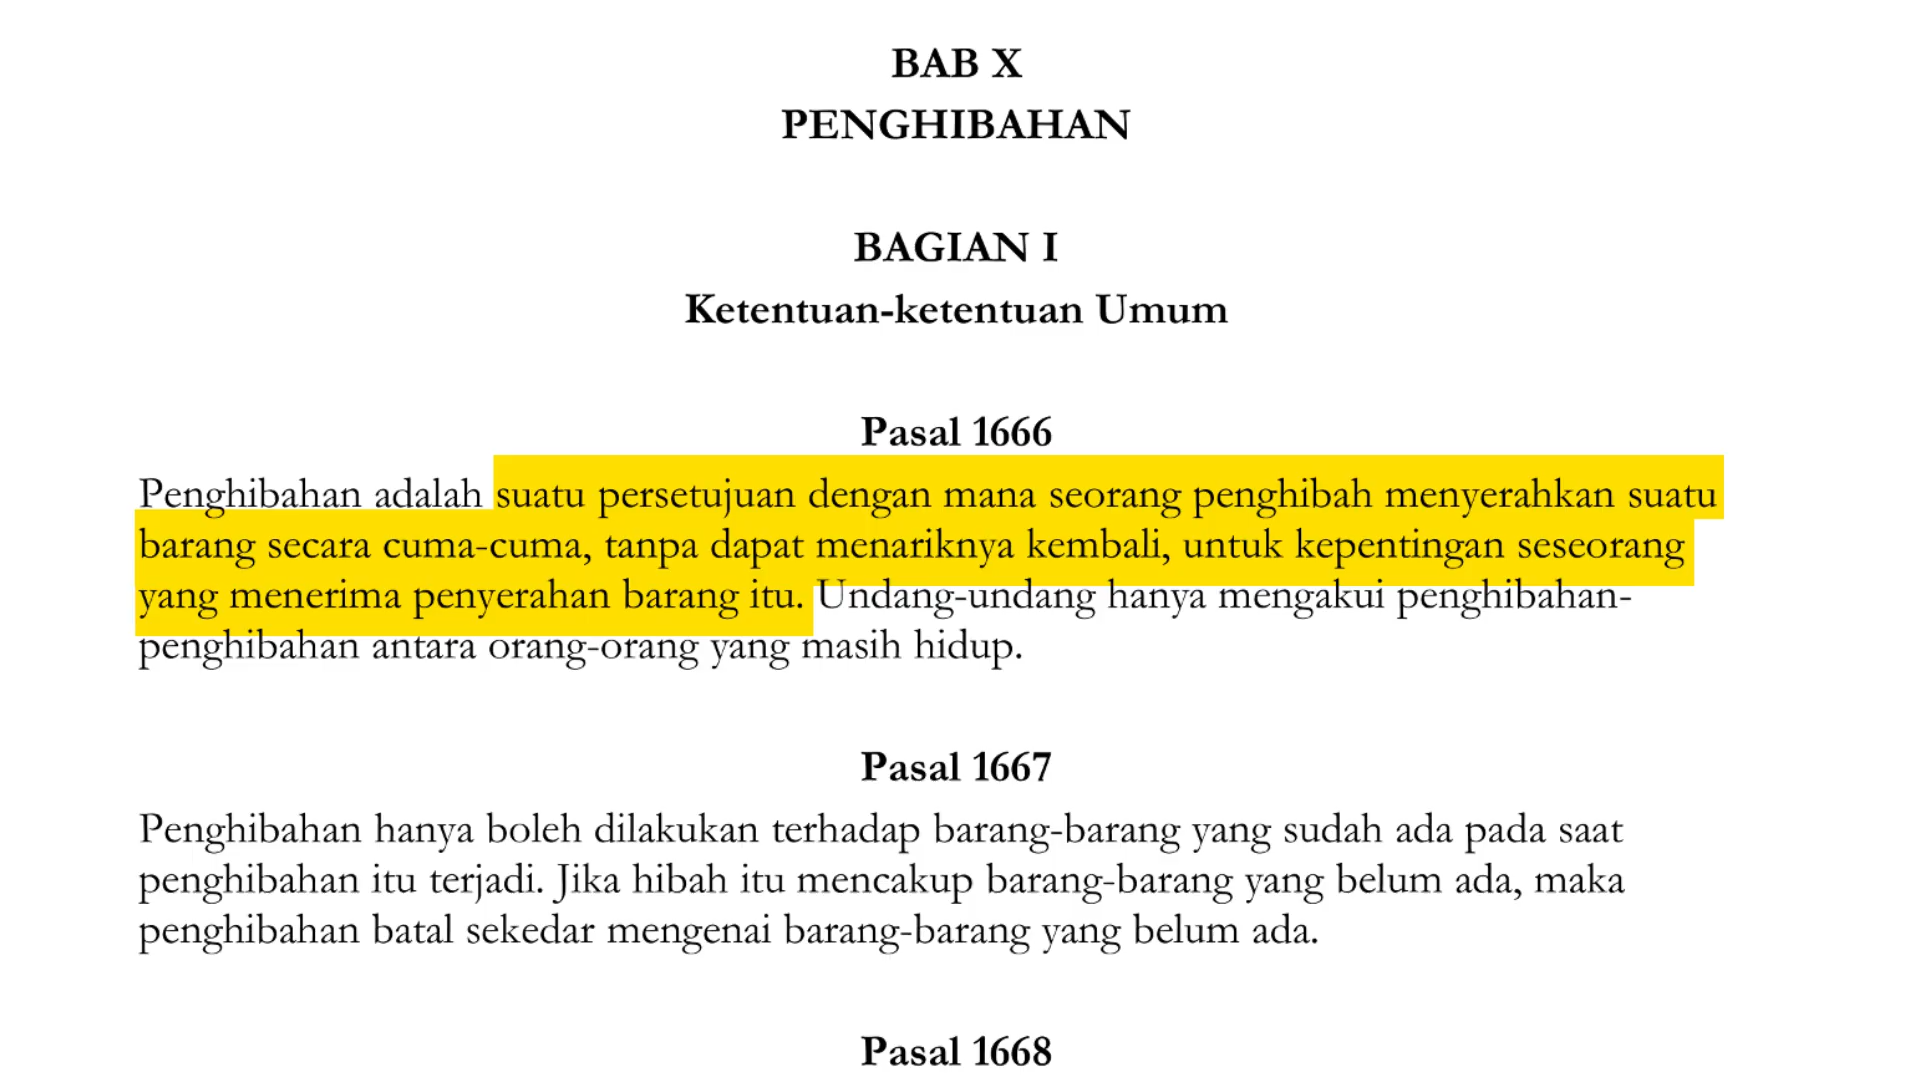 BAB X
PENGHIBAHAN
BAGIAN I
Ketentuan-ketentuan Umum
Pasal 1666
Penghibahan adalah suatu persetujuan dengan mana seorang penghibah menyerahkan suatu
barang secara cuma-cuma, tanpa dapat menariknya kembali, untuk kepentingan seseorang
yang menerima penyerahan barang itu. Undang-undang hanya mengakui penghibahan-
penghibahan antara orang-orang yang masih hidup.
Pasal 1667
Penghibahan hanya boleh dilakukan terhadap barang-barang yang sudah ada pada saat
penghibahan itu terjadi. Jika hibah itu mencakup barang-barang yang belum ada, maka
penghibahan batal sekedar mengenai barang-barang yang belum ada.
Pasal 1668